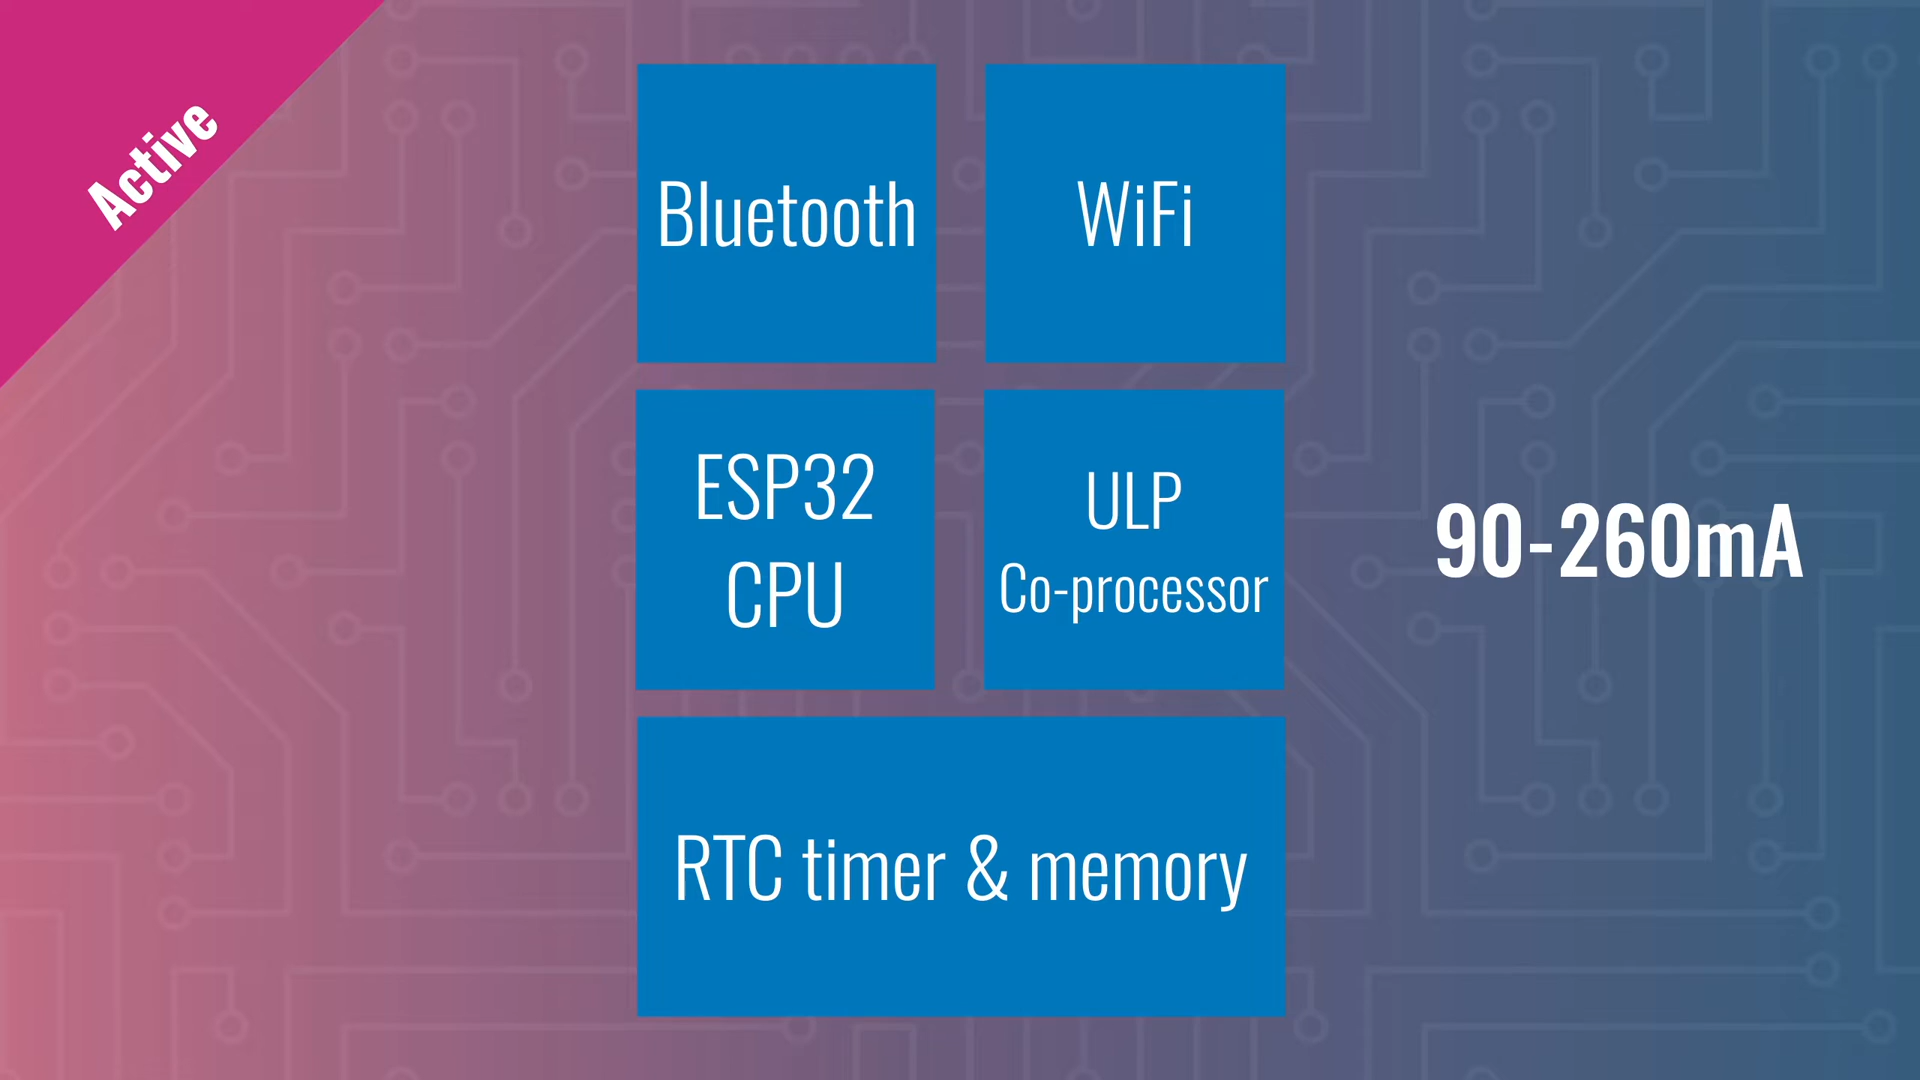 Active
Bluetooth
WiFi
ESP32
CPU
ULP
Co-processor
90-260mA
RTC timer & memory